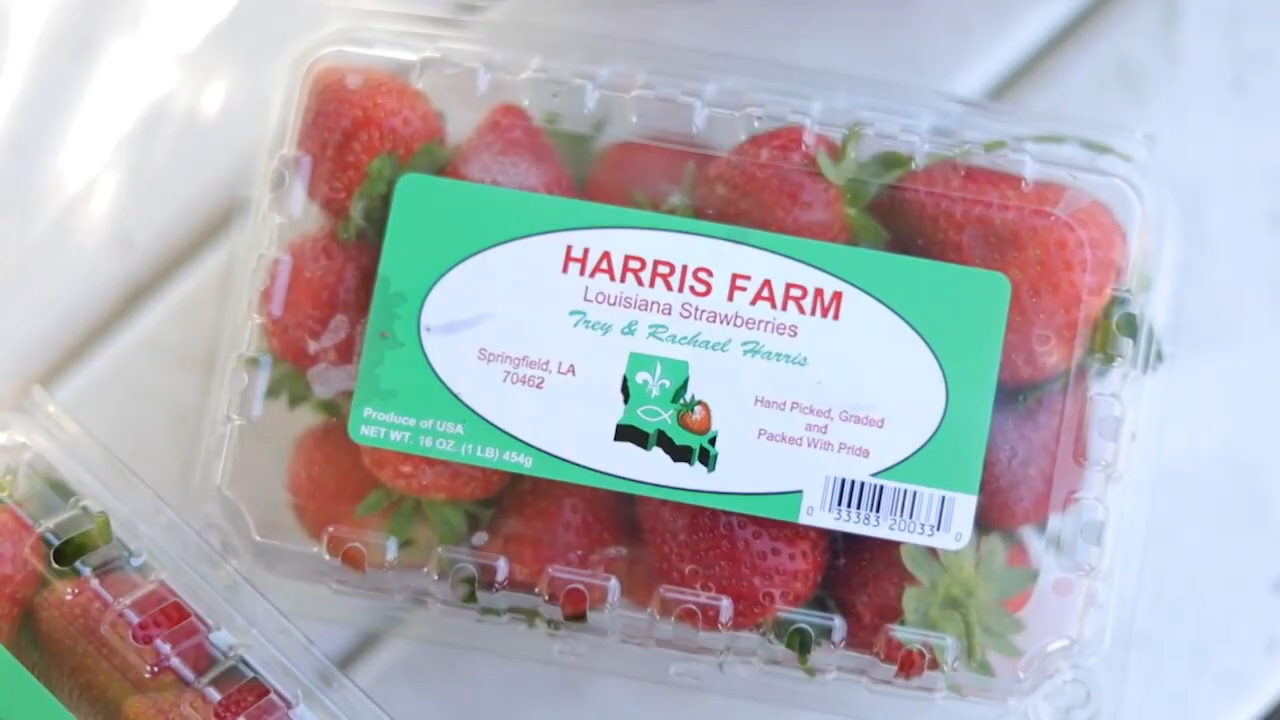 HARRIS FARM
Louisiana Strawberries
Trey & Rachael Harris
Springfield, LA
70462
Hand Picked, Graded
and
Packed With Pride
Produce of USA
NET WT. 16 OZ. (1 LB) 454g
0 33383 20033 0